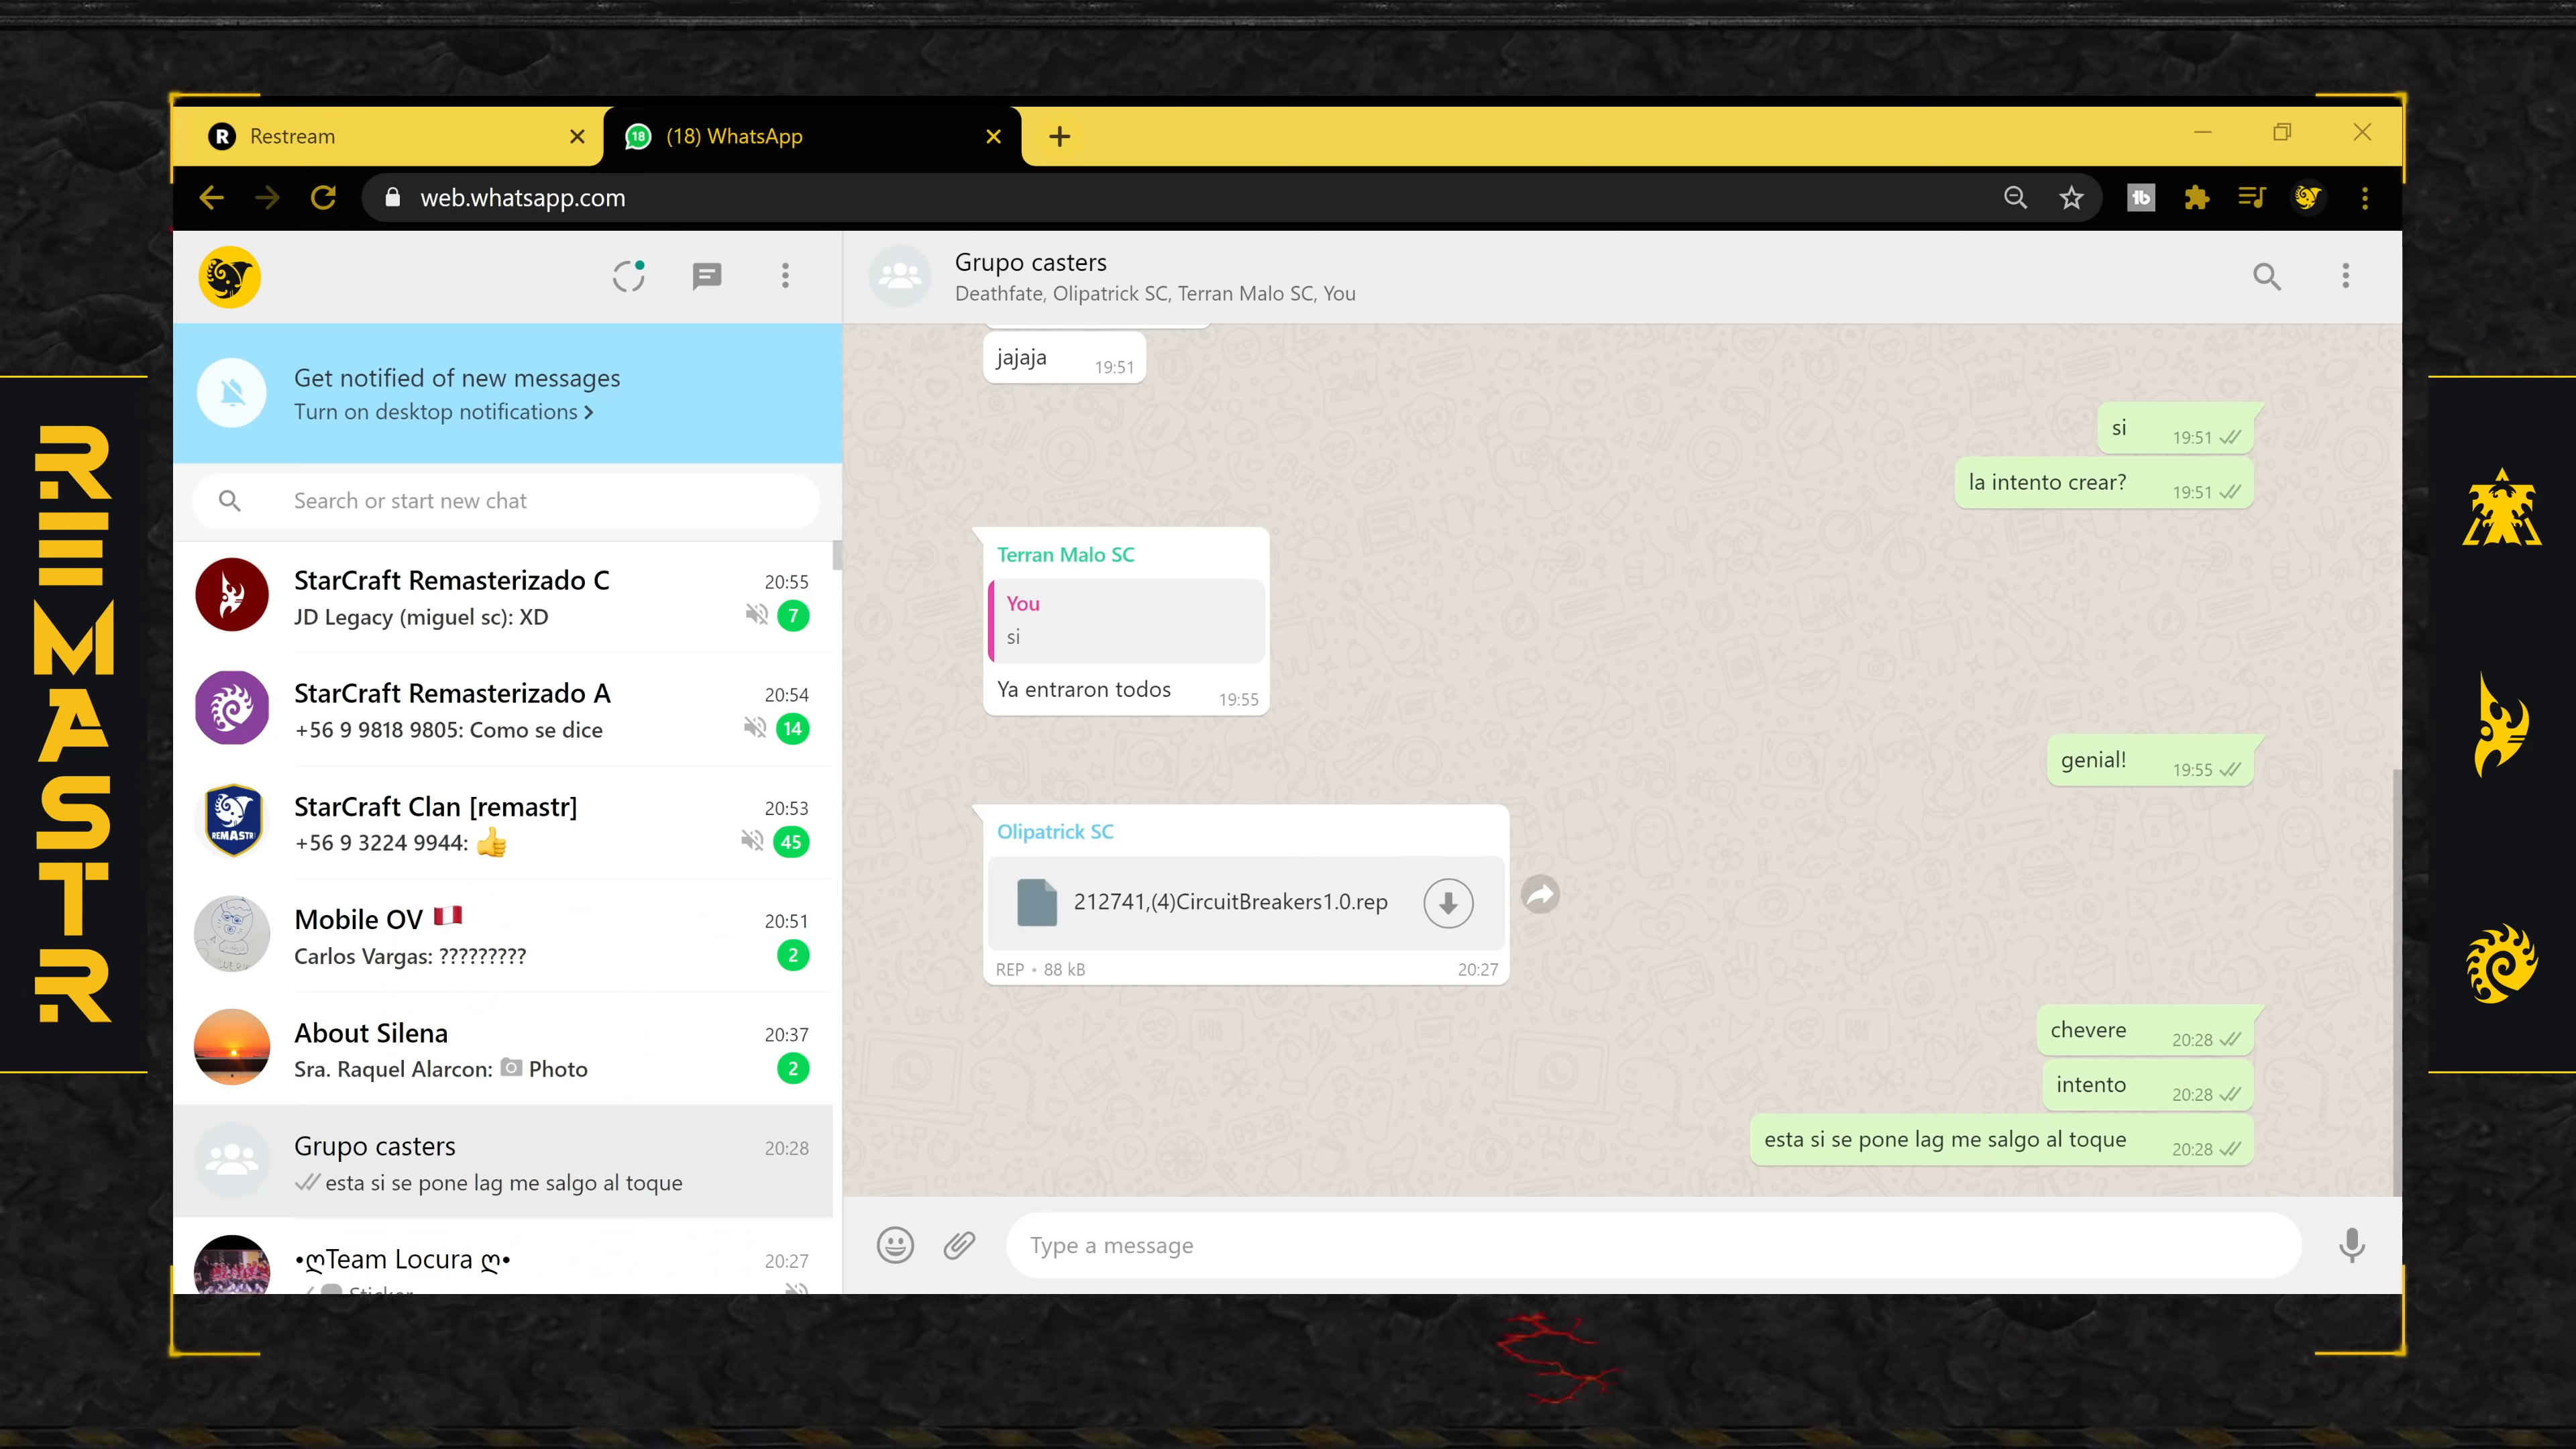 REMASTR
Restream
18
(18) WhatsApp
web.whatsapp.com
Get notified of new messages
Turn on desktop notifications
Search or start new chat
StarCraft Remasterizado C
20:55
JD Legacy (miguel sc): XD
7
StarCraft Remasterizado A
20:54
+56 9 9818 9805: Como se dice
14
REMASTR
StarCraft Clan [remastr]
20:53
+56 9 3224 9944: 👍
45
Mobile OV 🇵🇪
20:51
Carlos Vargas: ?????????
2
About Silena
20:37
Sra. Raquel Alarcon: Photo
2
Grupo casters
20:28
esta si se pone lag me salgo al toque
•ღTeam Locura ღ•
20:27
Sticker
Grupo casters
Deathfate, Olipatrick SC, Terran Malo SC, You
jajaja
19:51
si
19:51
la intento crear?
19:51
Terran Malo SC
You
si
Ya entraron todos
19:55
genial!
19:55
Olipatrick SC
212741,(4)CircuitBreakers1.0.rep
REP • 88 kB
20:27
chevere
20:28
intento
20:28
esta si se pone lag me salgo al toque
20:28
Type a message